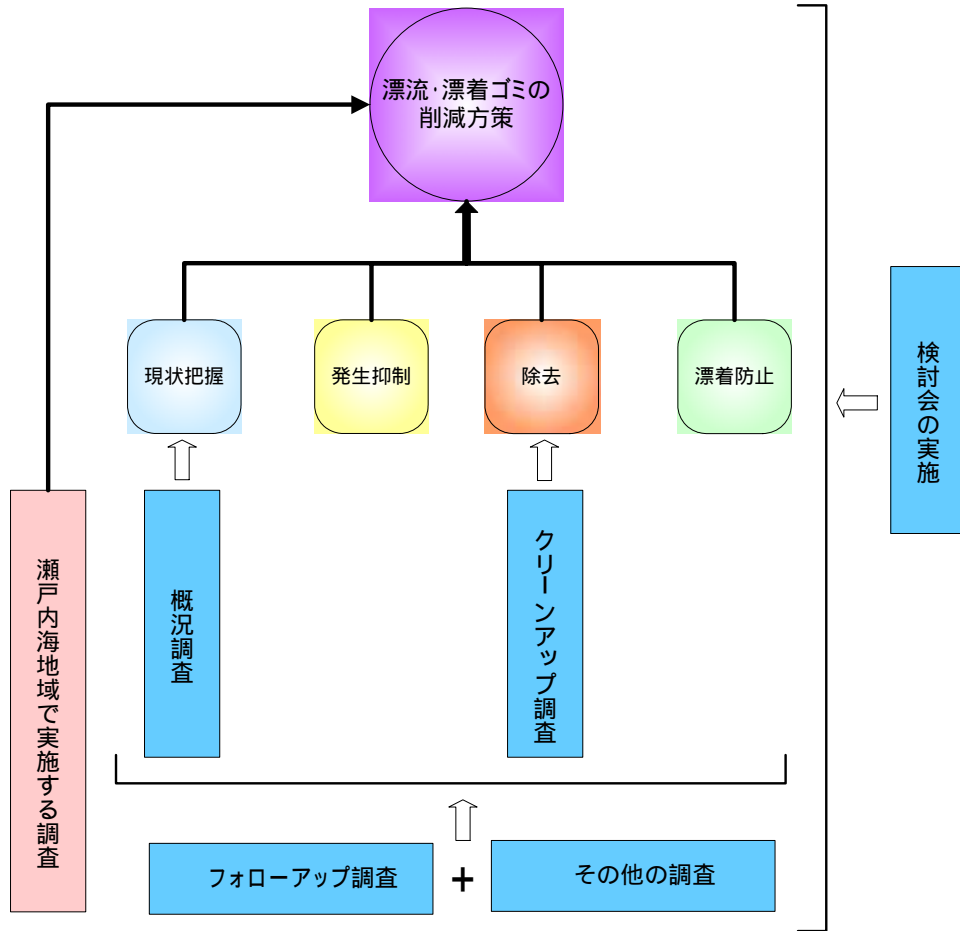 漂流・漂着ゴミの
削減方策
現状把握
発生抑制
除去
漂着防止
検討会の実施
瀬戸内海地域で実施する調査
概況調査
クリーンアップ調査
フォローアップ調査
+
その他の調査